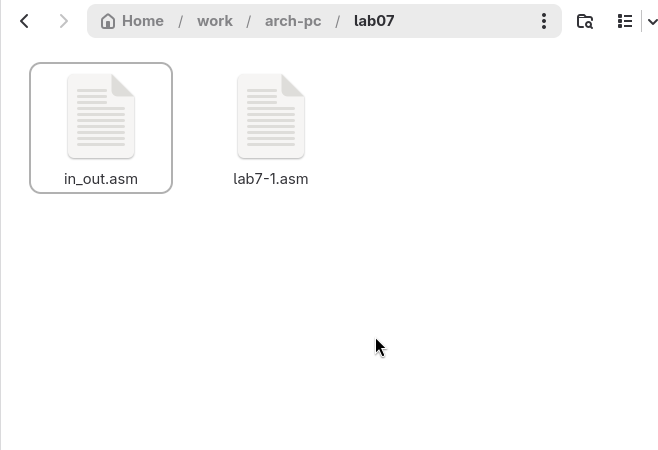 Home / work / arch-pc / lab07
in_out.asm
lab7-1.asm